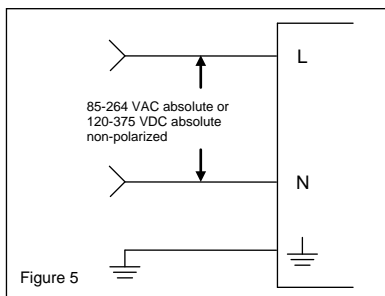 L
85-264 VAC absolute or
120-375 VDC absolute
non-polarized
N
Figure 5